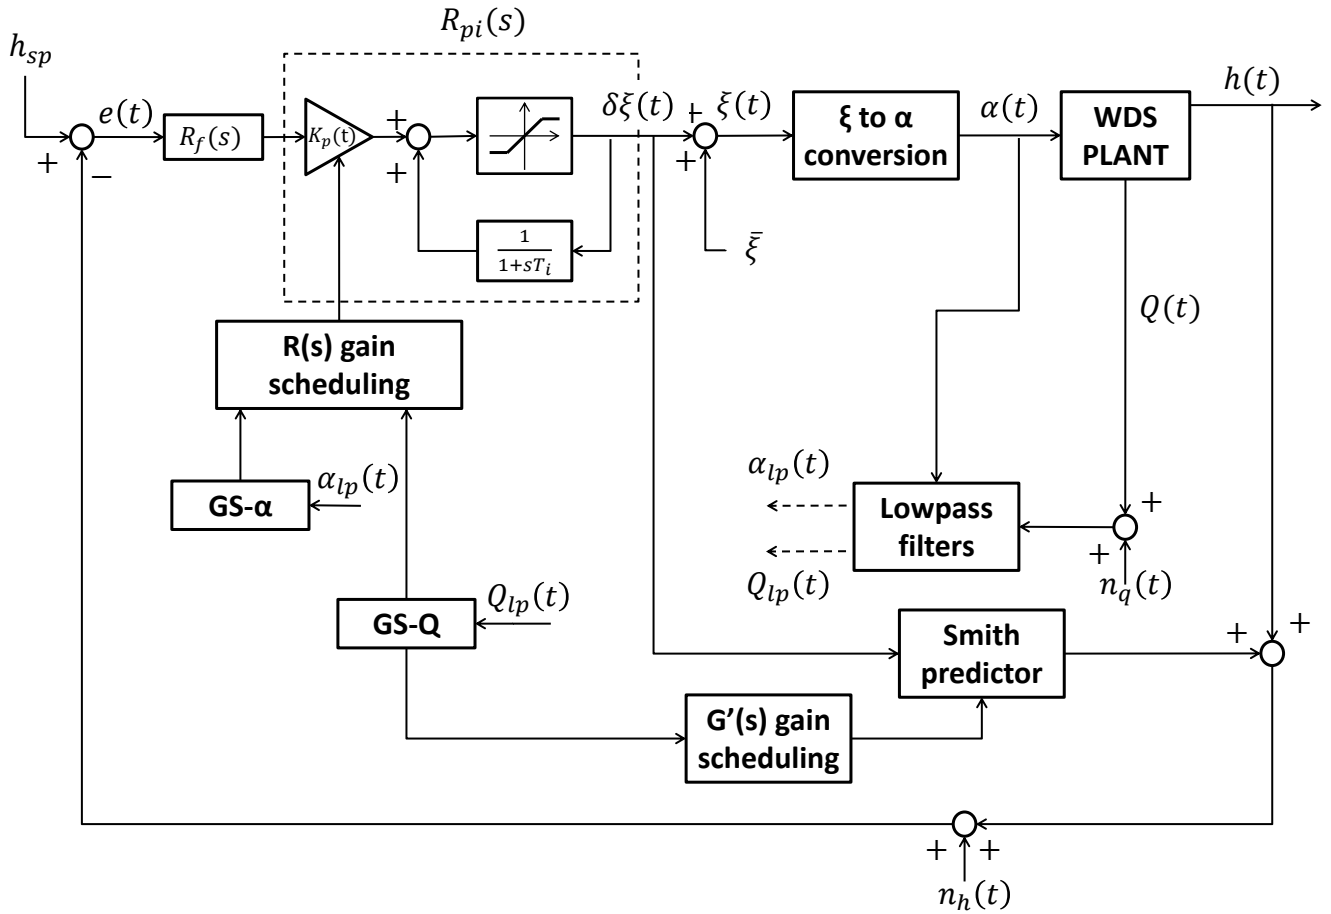 R_{pi}(s)
h_{sp}
e(t)
R_f(s)
K_p(t)
+
+
δξ(t)
+
ξ(t)
+
ξ to α
conversion
α(t)
WDS
PLANT
h(t)
+
−
1
1+sT_i
\bar{ξ}
Q(t)
R(s) gain
scheduling
α_{lp}(t)
GS-α
α_{lp}(t)
Lowpass
filters
Q_{lp}(t)
+
+
n_q(t)
Q_{lp}(t)
GS-Q
Smith
predictor
+
+
G’(s) gain
scheduling
+
+
n_h(t)